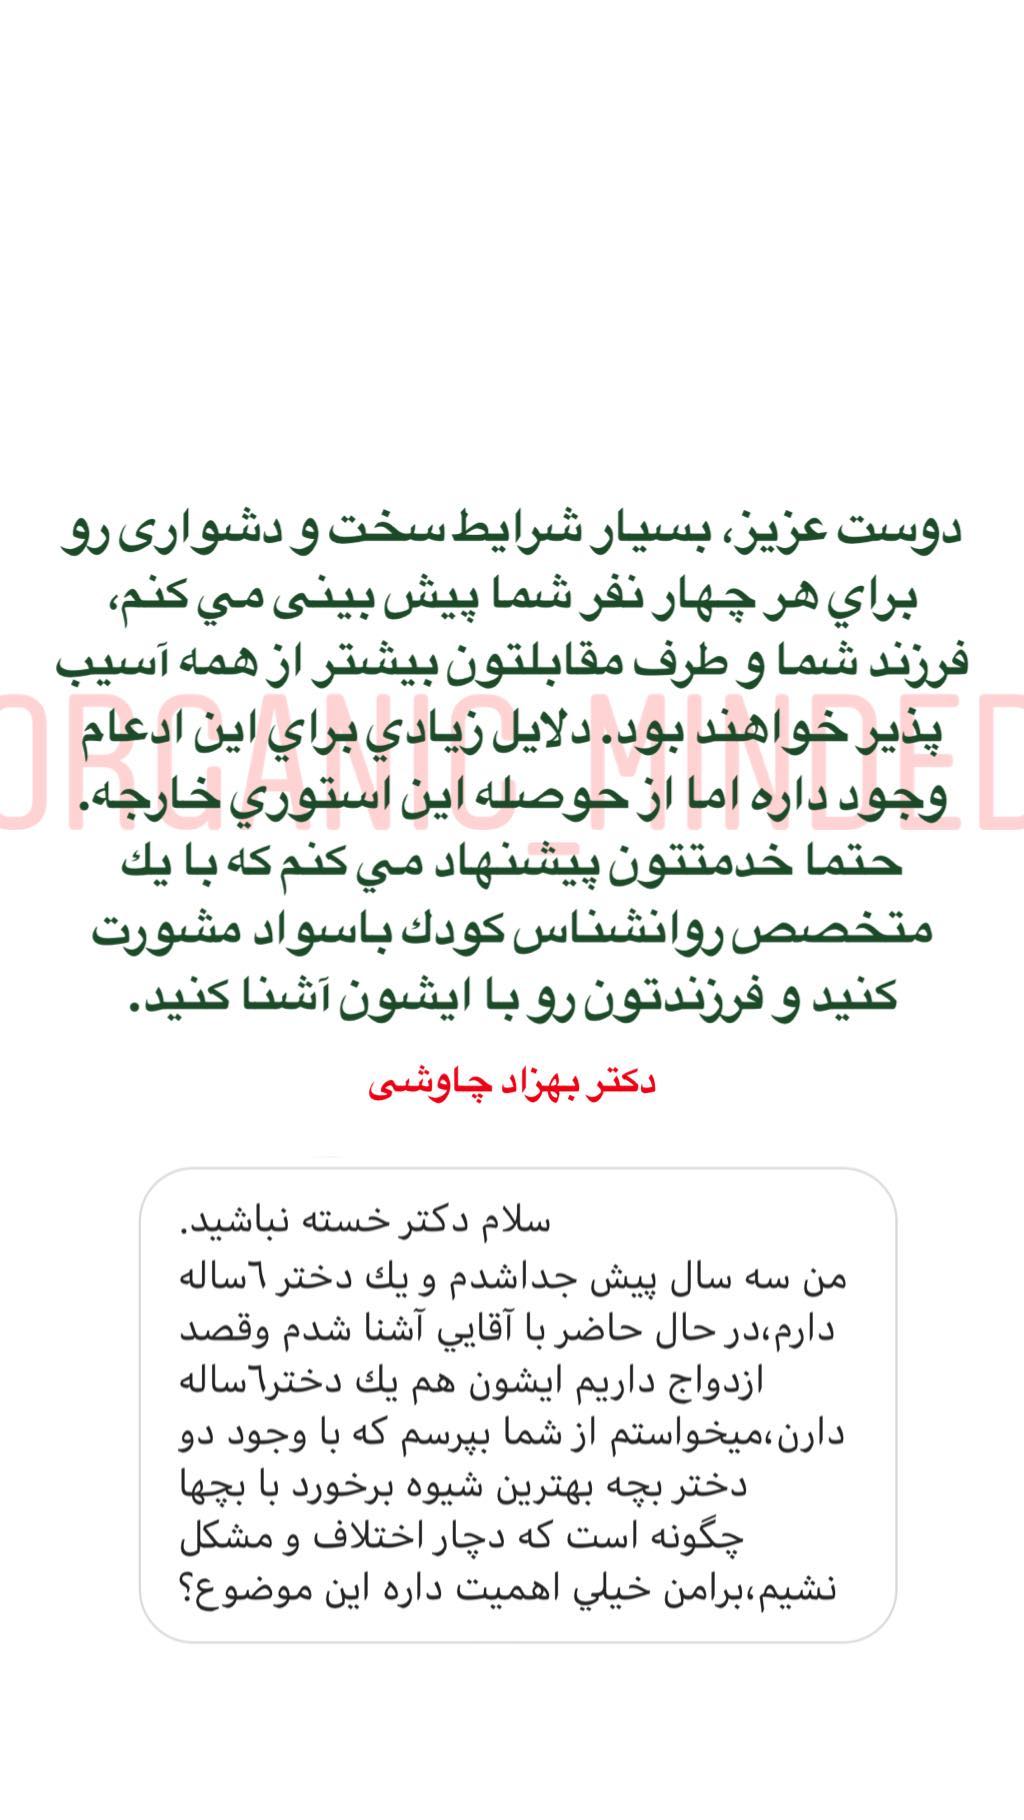 دوست عزیز، بسیار شرایط سخت و دشواری رو
براي هر چهار نفر شما پیش بینی مي کنم،
فرزند شما و طرف مقابلتون بیشتر از همه آسیب
پذیر خواهند بود. دلایل زیادي براي این ادعام
وجود داره اما از حوصله این استوري خارجه.
حتما خدمتتون پیشنهاد مي کنم که با یك
متخصص روانشناس کودك باسواد مشورت
کنید و فرزندتون رو با ایشون آشنا کنید.
ORGANIC_MINDED
دکتر بهزاد چاوشی
سلام دکتر خسته نباشید.
من سه سال پیش جداشدم و یك دختر ٦ساله
دارم،در حال حاضر با آقایي آشنا شدم وقصد
ازدواج داریم ایشون هم یك دختر٦ساله
دارن،میخواستم از شما بپرسم که با وجود دو
دختر بچه بهترین شیوه برخورد با بچها
چگونه است که دچار اختلاف و مشکل
نشیم،برامن خیلي اهمیت داره این موضوع؟